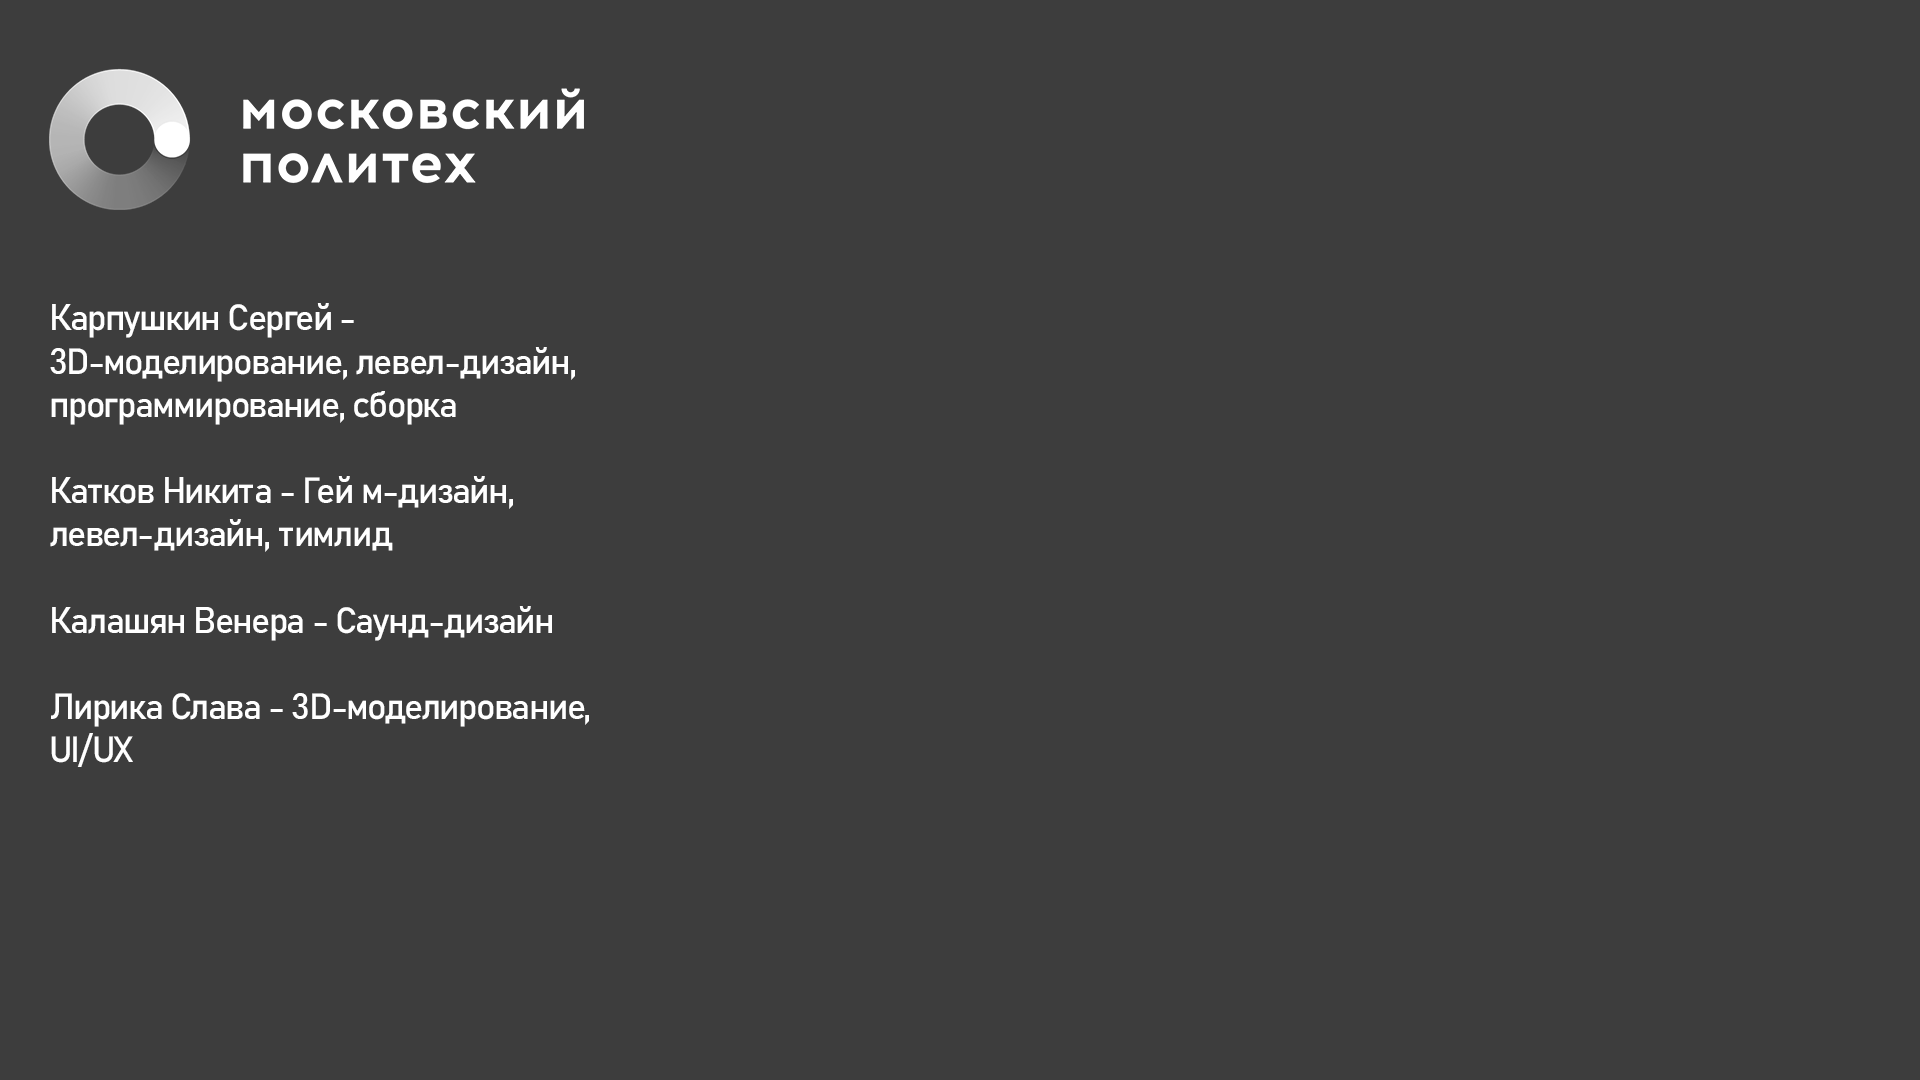 московский
политех
Карпушкин Сергей -
3D-моделирование, левел-дизайн,
программирование, сборка
Катков Никита - Гей м-дизайн,
левел-дизайн, тимлид
Калашян Венера - Саунд-дизайн
Лирика Слава - 3D-моделирование,
UI/UX